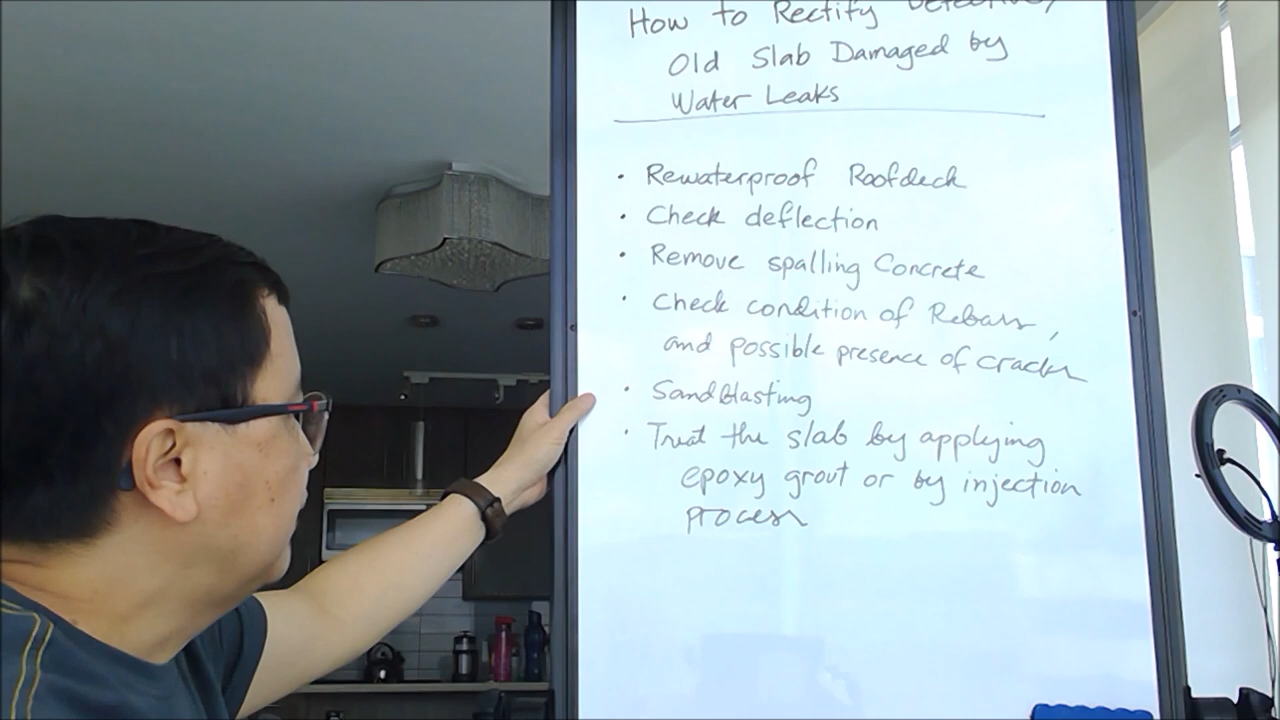 How to Rectify Defective,
Old Slab Damaged by
Water Leaks
• Rewaterproof Roofdeck
• Check deflection
• Remove spalling Concrete
• Check condition of Rebars,
and possible presence of cracks
• Sandblasting
• Treat the slab by applying
epoxy grout or by injection
process